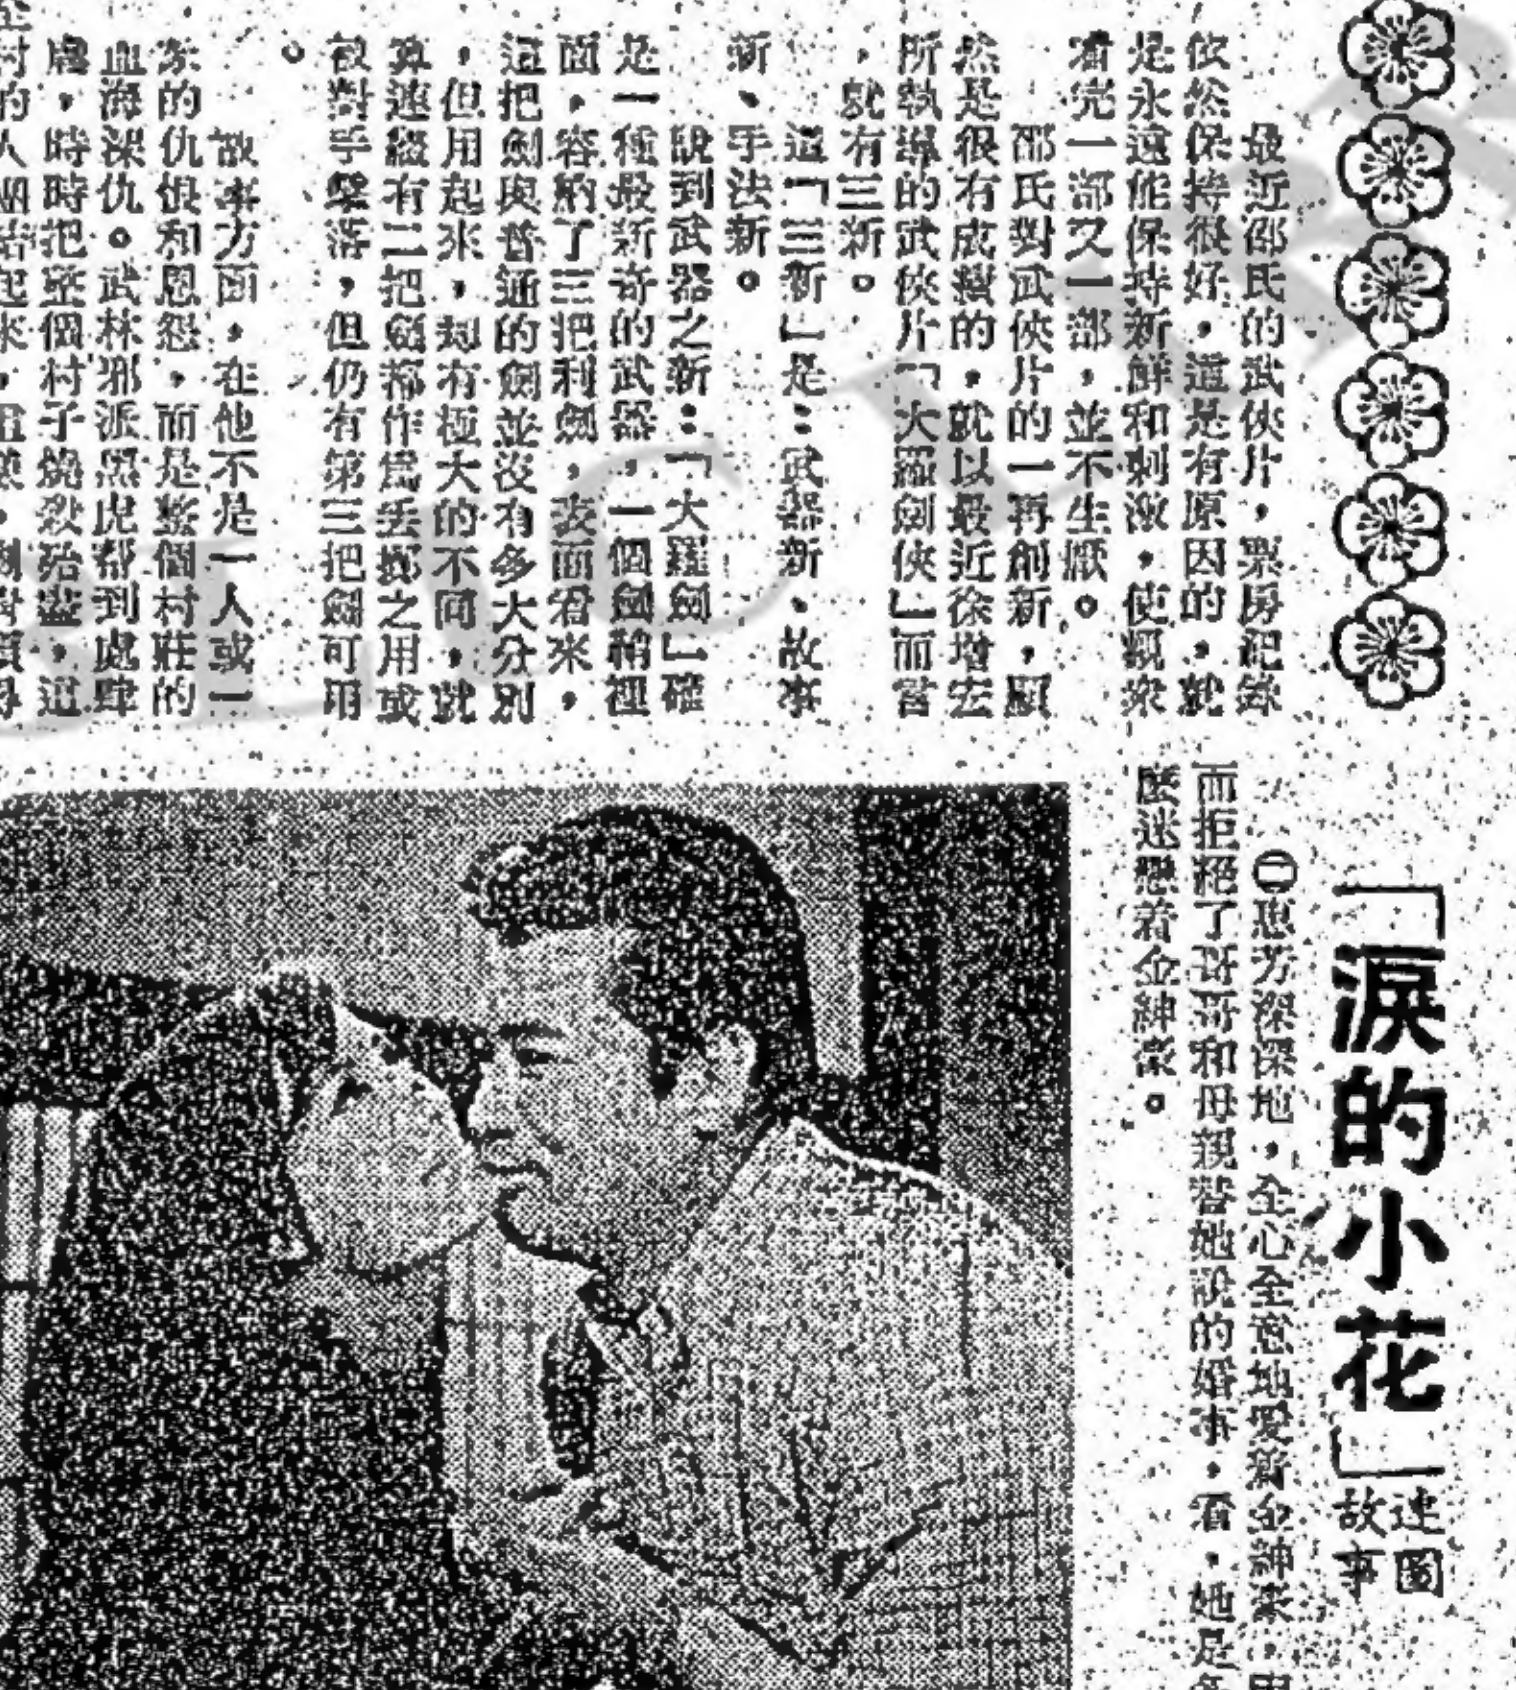 最近邵氏的武俠片，票房紀錄
依然保持很好，這是有原因的，就
是永遠能保持新鮮和刺激，使觀衆
看完一部又一部，並不生厭。
邵氏對武俠片的一再創新，顯
然是很有成績的，就以最近徐增宏
所執導的武俠片「大羅劍俠」而言
，就有三新。
這「三新」是：武器新、故事
新、手法新。
說到武器之新：「大羅劍」確
是一種最新奇的武器，一個劍鞘裡
面，容納了三把利劍，表面看來，
這把劍與普通的劍並沒有多大分別
，但用起來，却有極大的不同，就
算連綴有二把劍都作爲丢擲之用或
被對手擊落，但仍有第三把劍可用
。
故事方面，在他不是一人或一
家的仇恨和恩怨，而是整個村莊的
血海深仇。武林邪派黑虎幫到處肆
虐，時時把整個村子燒殺殆盡，
村的人 起來，
「淚的小花」連圖故事
㊁惠芳深深地，全心全意地愛着金紳
而拒絕了哥哥和母親替她說的婚事，看，她是
麼迷戀着金紳。